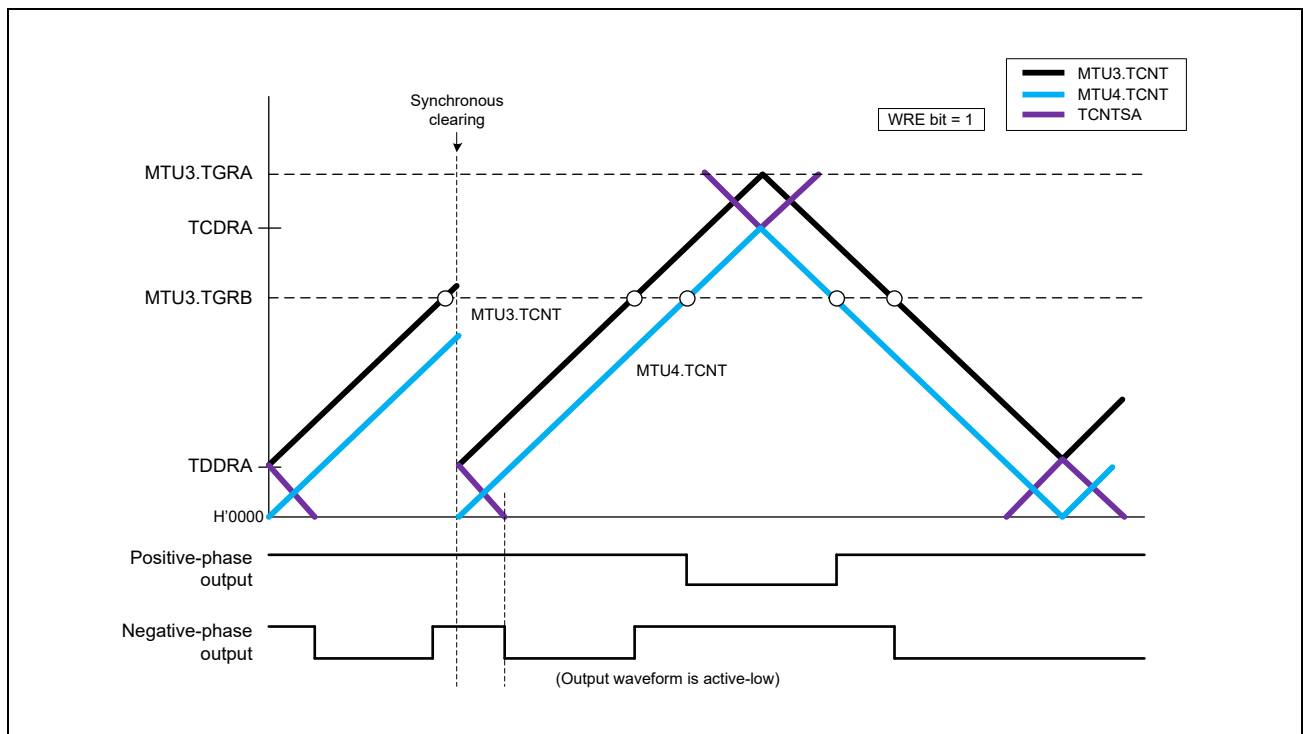 MTU3.TCNT
MTU4.TCNT
TCNTSA
Synchronous
clearing
WRE bit = 1
MTU3.TGRA
TCDRA
MTU3.TGRB
MTU3.TCNT
MTU4.TCNT
TDDRA
H'0000
Positive-phase
output
Negative-phase
output
(Output waveform is active-low)